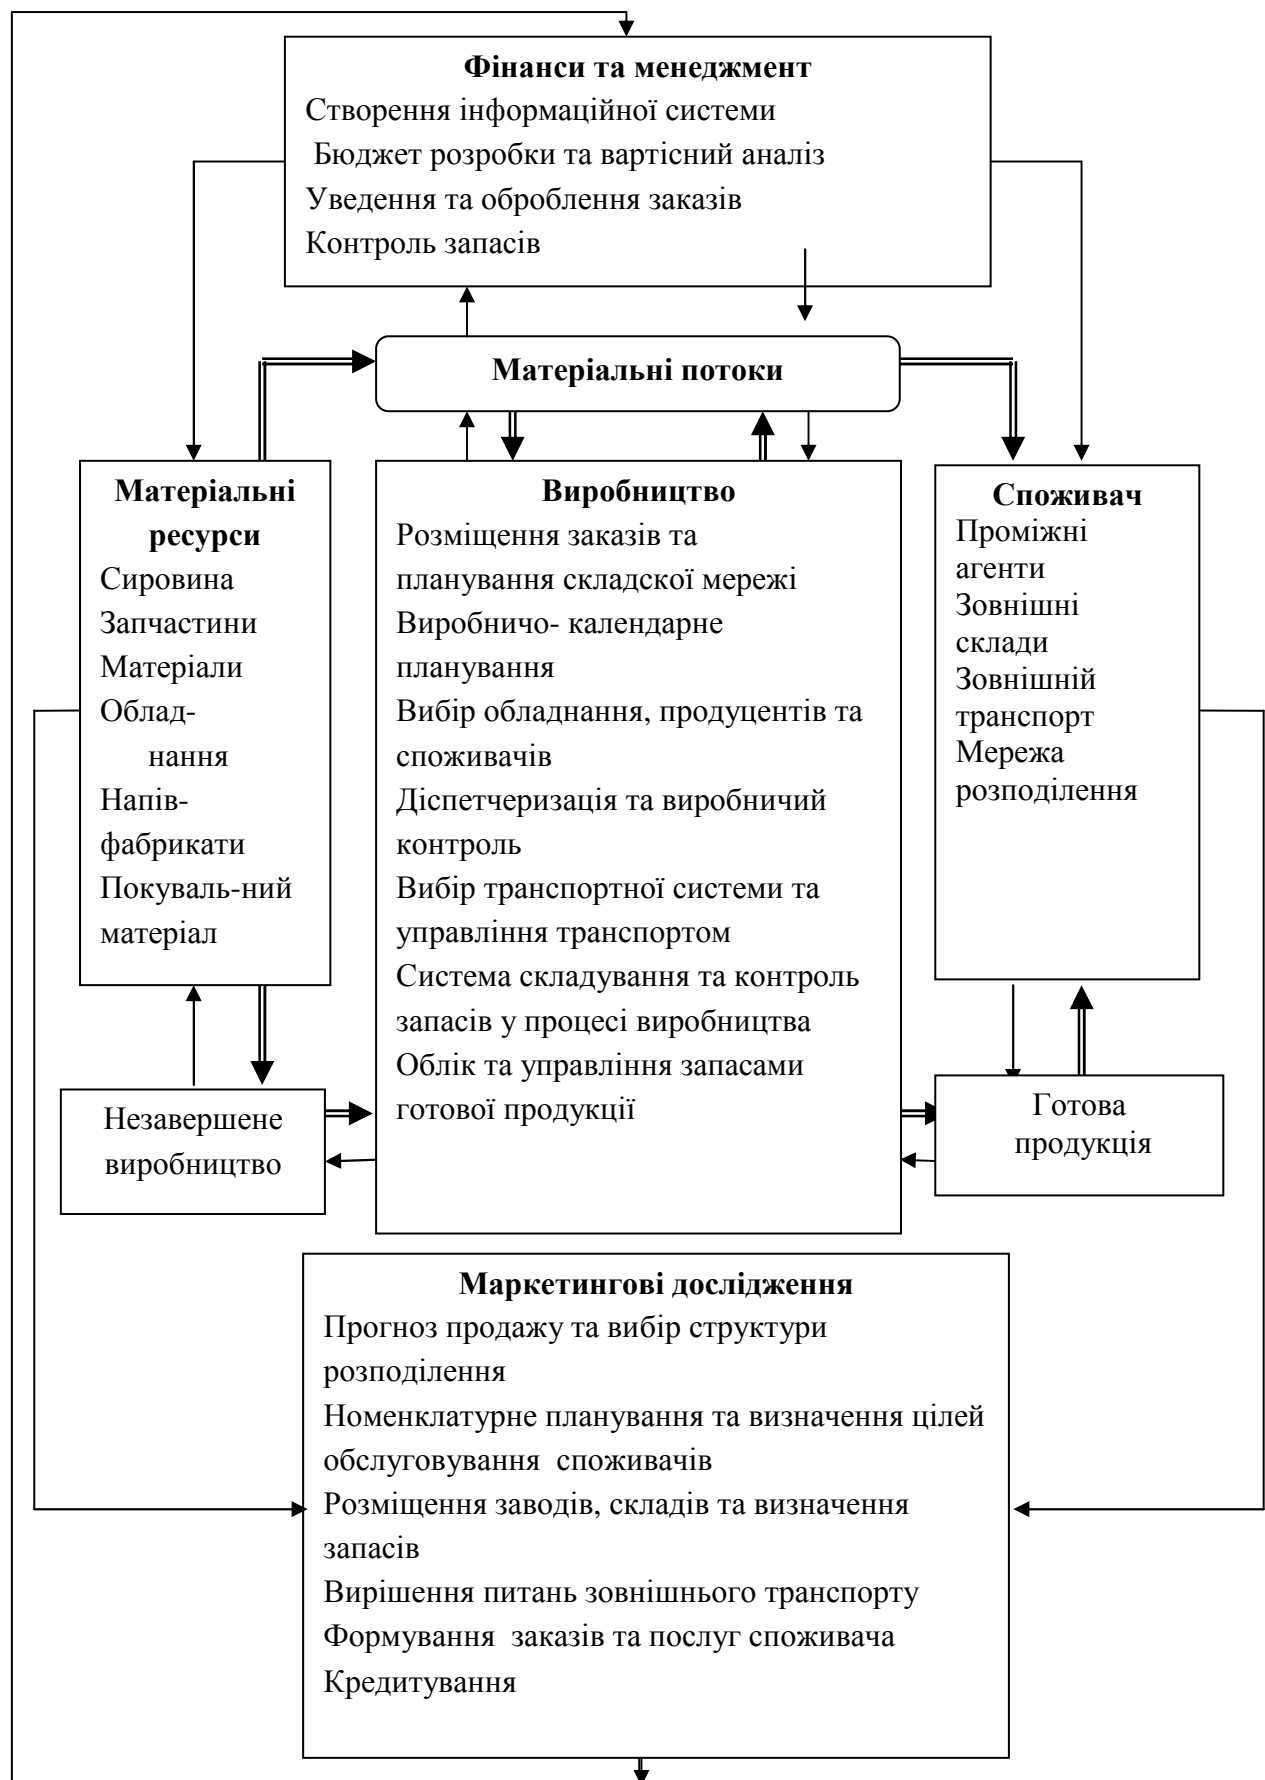 Фінанси та менеджмент
Створення інформаційної системи
Бюджет розробки та вартісний аналіз
Уведення та оброблення заказів
Контроль запасів
Матеріальні потоки
Матеріальні
ресурси
Сировина
Запчастини
Матеріали
Облад-
нання
Напів-
фабрикати
Покуваль-ний
матеріал
Виробництво
Розміщення заказів та
планування складскої мережі
Виробничо- календарне
планування
Вибір обладнання, продуцентів та
споживачів
Діспетчеризація та виробничий
контроль
Вибір транспортної системи та
управління транспортом
Система складування та контроль
запасів у процесі виробництва
Облік та управління запасами
готової продукції
Споживач
Проміжні
агенти
Зовнішні
склади
Зовнішній
транспорт
Мережа
розподілення
Незавершене
виробництво
Готова
продукція
Маркетингові дослідження
Прогноз продажу та вибір структури
розподілення
Номенклатурне планування та визначення цілей
обслуговування  споживачів
Розміщення заводів, складів та визначення
запасів
Вирішення питань зовнішнього транспорту
Формування  заказів та послуг споживача
Кредитування